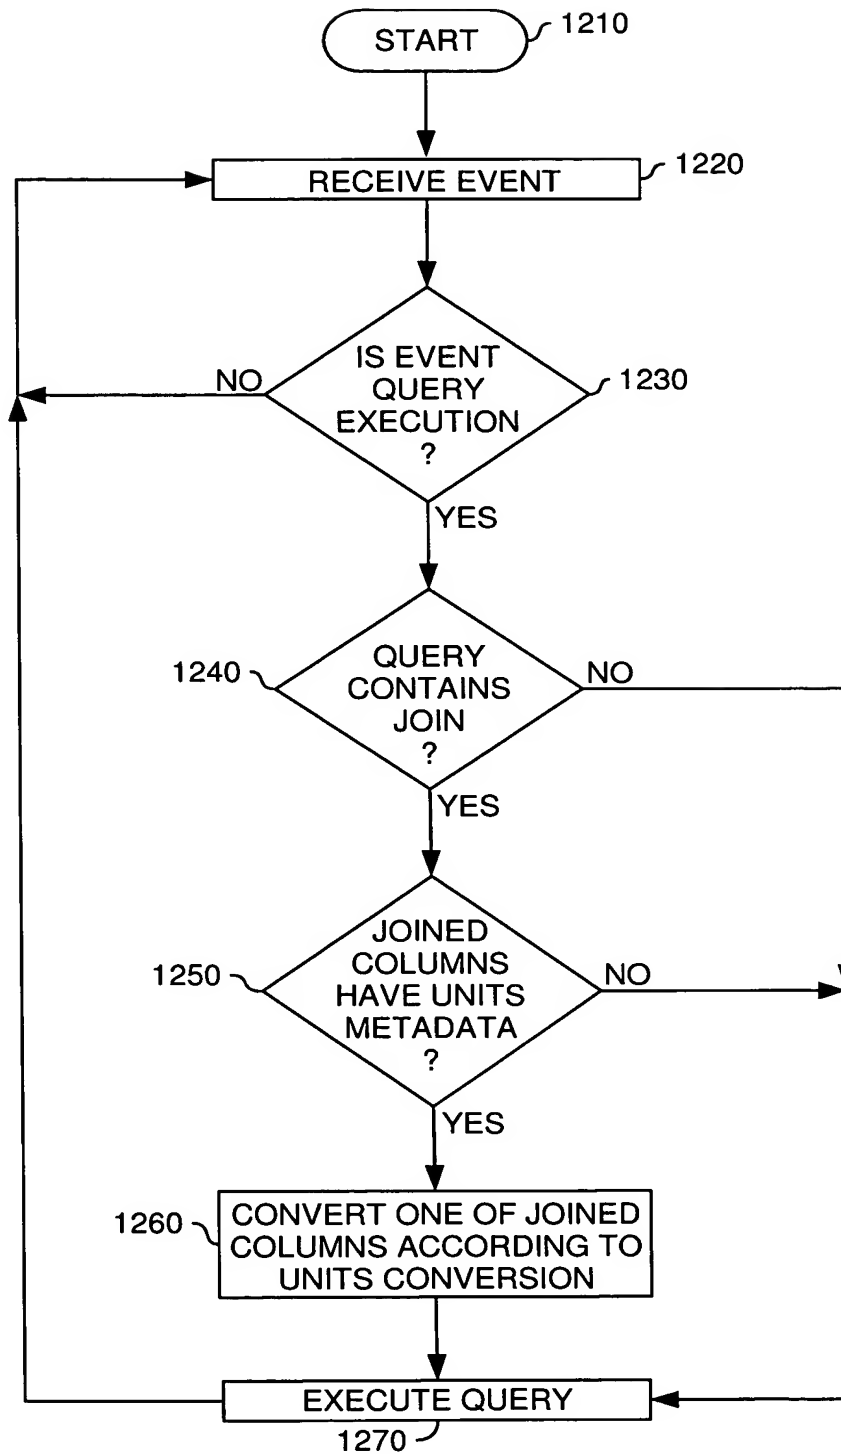 START
1210
RECEIVE EVENT
1220
IS EVENT
QUERY
EXECUTION
?
1230
NO
YES
1240
QUERY
CONTAINS
JOIN
?
NO
YES
1250
JOINED
COLUMNS
HAVE UNITS
METADATA
?
NO
YES
1260
CONVERT ONE OF JOINED
COLUMNS ACCORDING TO
UNITS CONVERSION
EXECUTE QUERY
1270